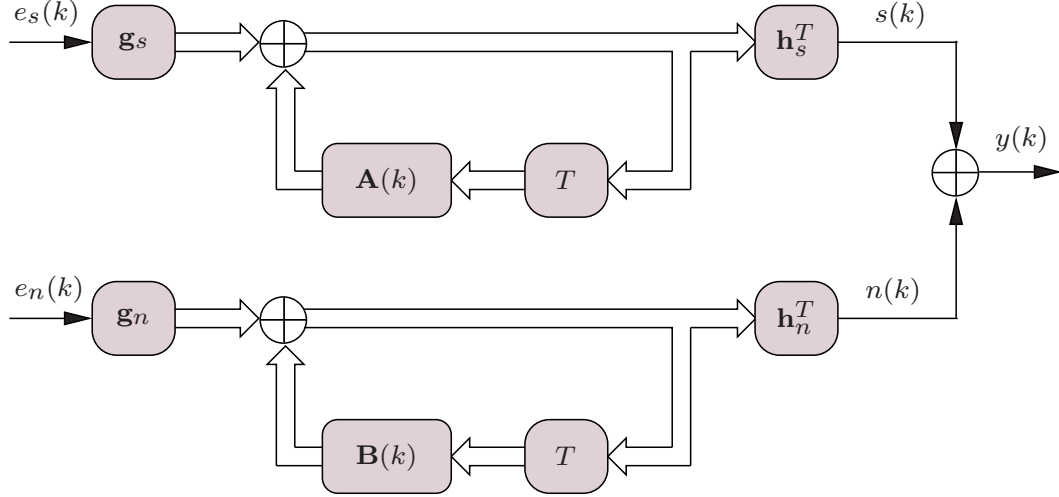 e_s(k)
g_s
h_s^T
s(k)
A(k)
T
y(k)
e_n(k)
g_n
h_n^T
n(k)
B(k)
T